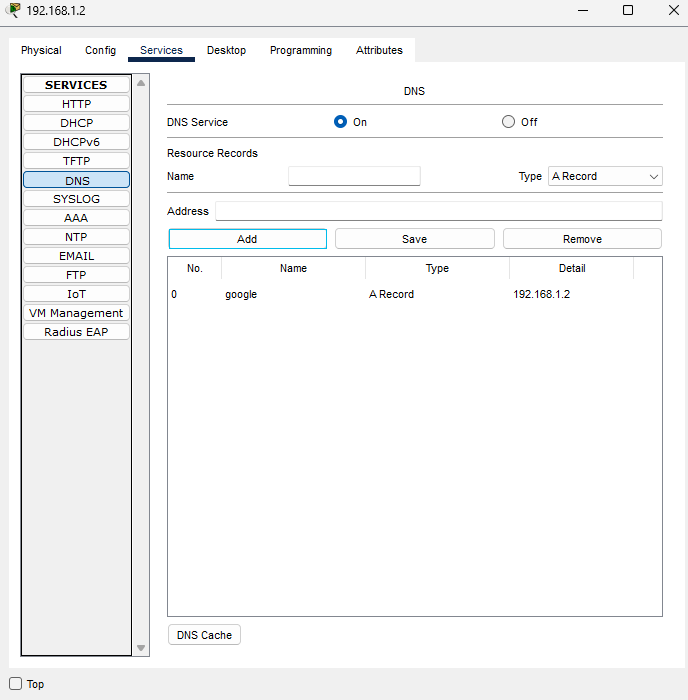 192.168.1.2
Physical Config Services Desktop Programming Attributes
SERVICES
HTTP
DHCP
DHCPv6
TFTP
DNS
SYSLOG
AAA
NTP
EMAIL
FTP
IoT
VM Management
Radius EAP
DNS
DNS Service On Off
Resource Records
Name Type A Record
Address
Add Save Remove
No. Name Type Detail
0 google A Record 192.168.1.2
DNS Cache
Top